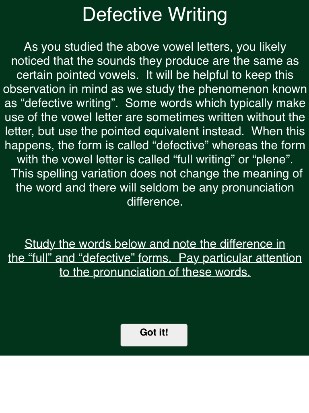 Defective Writing
As you studied the above vowel letters, you likely
noticed that the sounds they produce are the same as
certain pointed vowels.  It will be helpful to keep this
observation in mind as we study the phenomenon known
as “defective writing”.  Some words which typically make
use of the vowel letter are sometimes written without the
letter, but use the pointed equivalent instead.  When this
happens, the form is called “defective” whereas the form
with the vowel letter is called “full writing” or “plene”.
This spelling variation does not change the meaning of
the word and there will seldom be any pronunciation
difference.
Study the words below and note the difference in
the “full” and “defective” forms.  Pay particular attention
to the pronunciation of these words.
Got it!